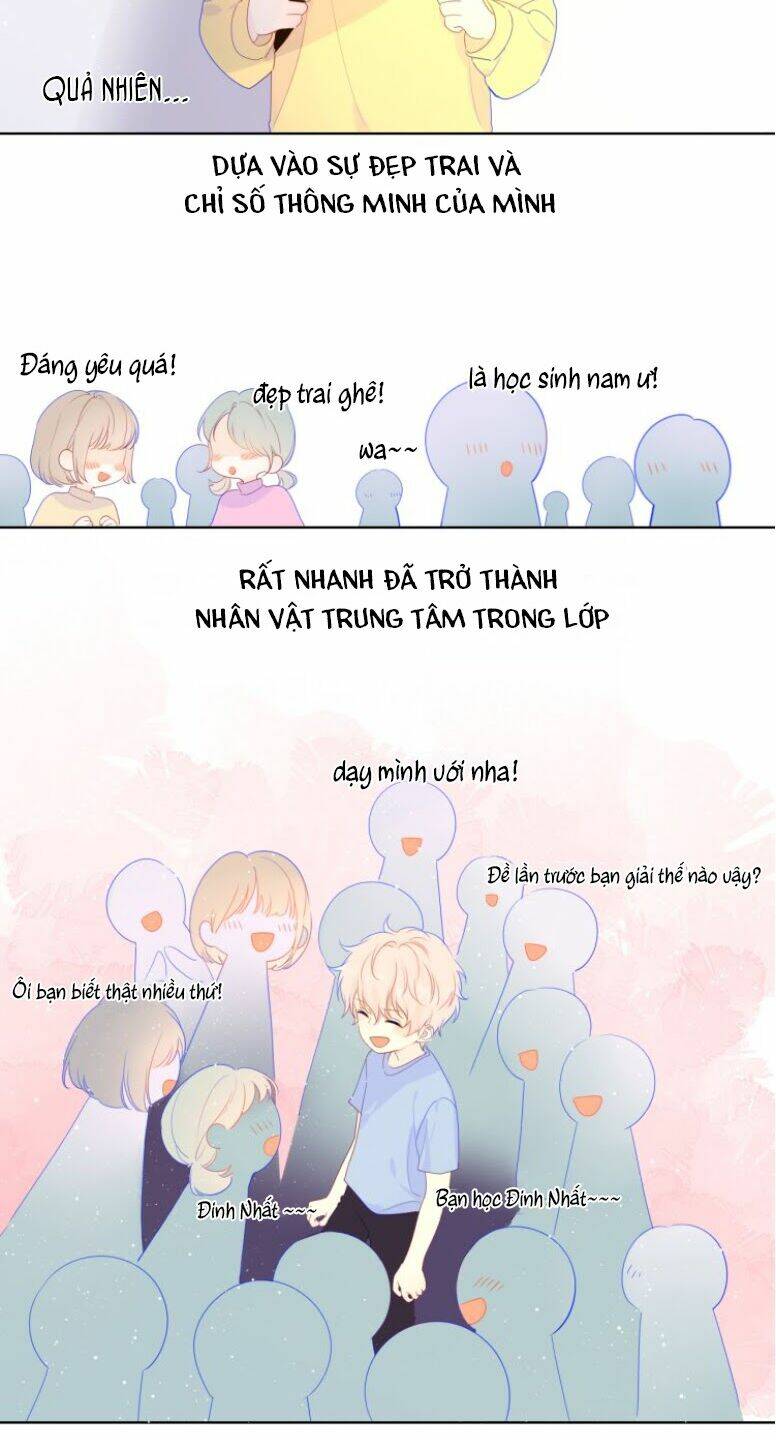 QUẢ NHIÊN...
DỰA VÀO SỰ ĐẸP TRAI VÀ
CHỈ SỐ THÔNG MINH CỦA MÌNH
Đáng yêu quá!
đẹp trai ghê!
là học sinh nam ư!
wa~~
RẤT NHANH ĐÃ TRỞ THÀNH
NHÂN VẬT TRUNG TÂM TRONG LỚP
dạy mình với nha!
Đề lần trước bạn giải thế nào vậy?
Ôi bạn biết thật nhiều thứ!
Đinh Nhất ~~~
Bạn học Đinh Nhất~~~